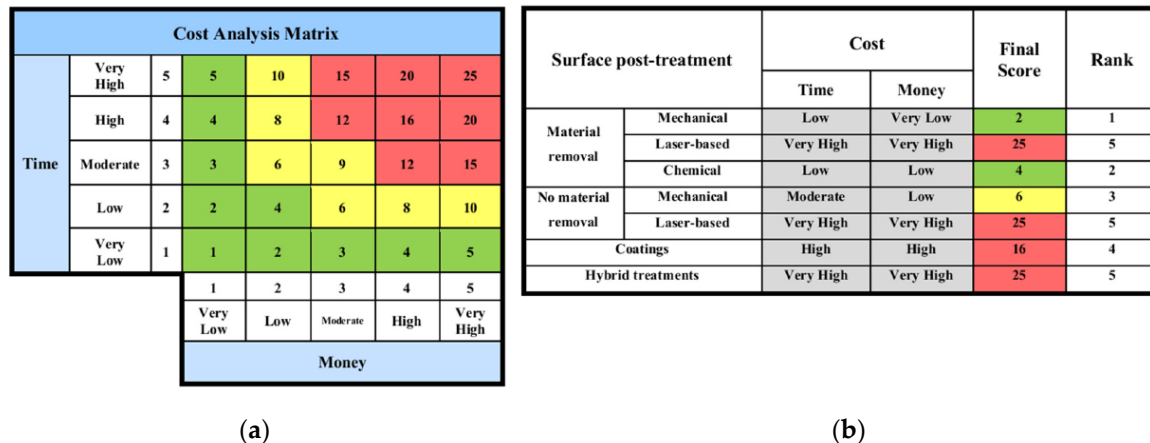 Cost Analysis Matrix
Time
Very High 5 5 10 15 20 25
High 4 4 8 12 16 20
Moderate 3 3 6 9 12 15
Low 2 2 4 6 8 10
Very Low 1 1 2 3 4 5
1 2 3 4 5
Very Low Low Moderate High Very High
Money
(a)
Surface post-treatment Cost Final Score Rank
Time Money
Material removal
Mechanical Low Very Low 2 1
Laser-based Very High Very High 25 5
Chemical Low Low 4 2
No material removal
Mechanical Moderate Low 6 3
Laser-based Very High Very High 25 5
Coatings High High 16 4
Hybrid treatments Very High Very High 25 5
(b)